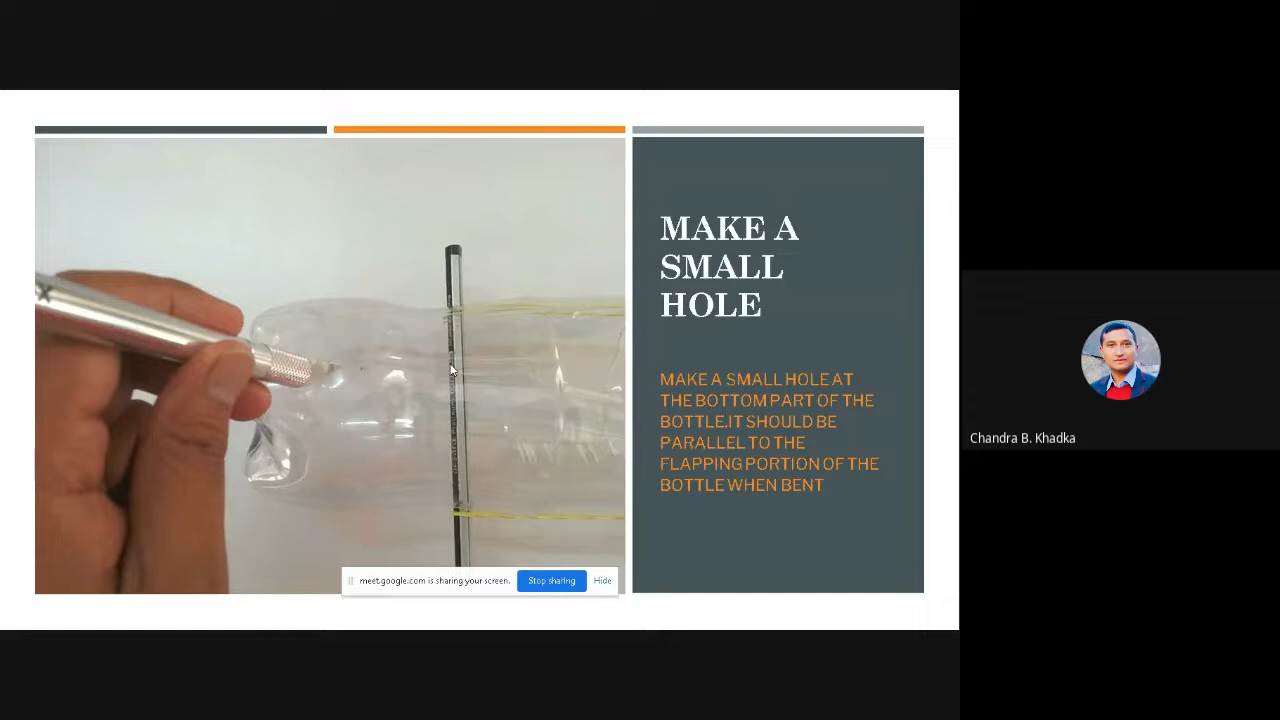 MAKE A
SMALL
HOLE
MAKE A SMALL HOLE AT
THE BOTTOM PART OF THE
BOTTLE.IT SHOULD BE
PARALLEL TO THE
FLAPPING PORTION OF THE
BOTTLE WHEN BENT
meet.google.com is sharing your screen. Stop sharing Hide
Chandra B. Khadka